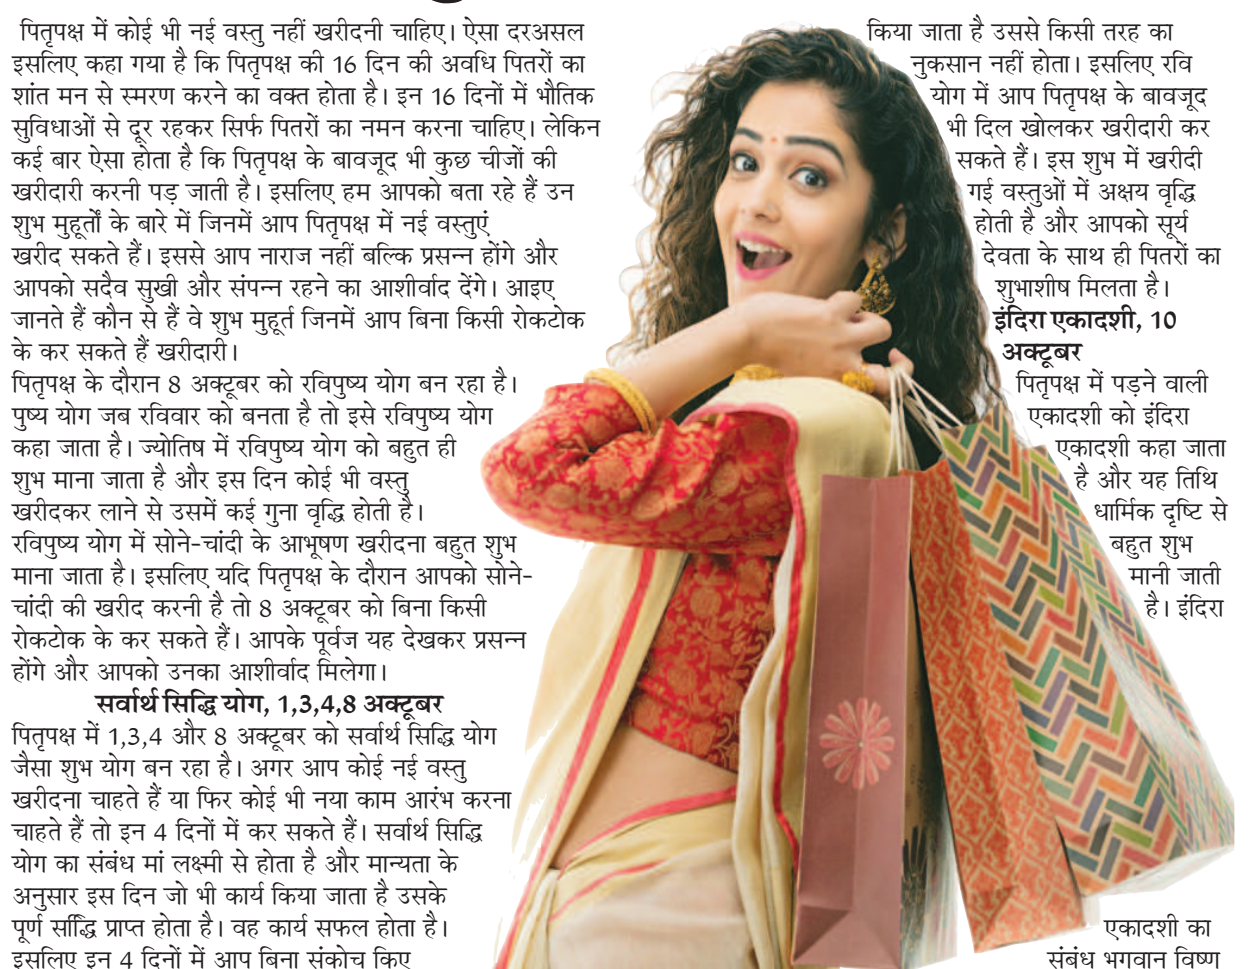 पितृपक्ष में कोई भी नई वस्तु नहीं खरीदनी चाहिए। ऐसा दरअसल
इसलिए कहा गया है कि पितृपक्ष की 16 दिन की अवधि पितरों का
शांत मन से स्मरण करने का वक्त होता है। इन 16 दिनों में भौतिक
सुविधाओं से दूर रहकर सिर्फ पितरों का नमन करना चाहिए। लेकिन
कई बार ऐसा होता है कि पितृपक्ष के बावजूद भी कुछ चीजों की
खरीदारी करनी पड़ जाती है। इसलिए हम आपको बता रहे हैं उन
शुभ मुहूर्तों के बारे में जिनमें आप पितृपक्ष में नई वस्तुएं
खरीद सकते हैं। इससे आप नाराज नहीं बल्कि प्रसन्न होंगे और
आपको सदैव सुखी और संपन्न रहने का आशीर्वाद देंगे। आइए
जानते हैं कौन से हैं वे शुभ मुहूर्त जिनमें आप बिना किसी रोकटोक
के कर सकते हैं खरीदारी।
पितृपक्ष के दौरान 8 अक्टूबर को रविपुष्य योग बन रहा है।
पुष्य योग जब रविवार को बनता है तो इसे रविपुष्य योग
कहा जाता है। ज्योतिष में रविपुष्य योग को बहुत ही
शुभ माना जाता है और इस दिन कोई भी वस्तु
खरीदकर लाने से उसमें कई गुना वृद्धि होती है।
रविपुष्य योग में सोने-चांदी के आभूषण खरीदना बहुत शुभ
माना जाता है। इसलिए यदि पितृपक्ष के दौरान आपको सोने-
चांदी की खरीद करनी है तो 8 अक्टूबर को बिना किसी
रोकटोक के कर सकते हैं। आपके पूर्वज यह देखकर प्रसन्न
होंगे और आपको उनका आशीर्वाद मिलेगा।
सर्वार्थ सिद्धि योग, 1,3,4,8 अक्टूबर
पितृपक्ष में 1,3,4 और 8 अक्टूबर को सर्वार्थ सिद्धि योग
जैसा शुभ योग बन रहा है। अगर आप कोई नई वस्तु
खरीदना चाहते हैं या फिर कोई भी नया काम आरंभ करना
चाहते हैं तो इन 4 दिनों में कर सकते हैं। सर्वार्थ सिद्धि
योग का संबंध मां लक्ष्मी से होता है और मान्यता के
अनुसार इस दिन जो भी कार्य किया जाता है उसके
पूर्ण सद्धि प्राप्त होता है। वह कार्य सफल होता है।
इसलिए इन 4 दिनों में आप बिना संकोच किए
किया जाता है उससे किसी तरह का
नुकसान नहीं होता। इसलिए रवि
योग में आप पितृपक्ष के बावजूद
भी दिल खोलकर खरीदारी कर
सकते हैं। इस शुभ में खरीदी
गई वस्तुओं में अक्षय वृद्धि
होती है और आपको सूर्य
देवता के साथ ही पितरों का
शुभाशीष मिलता है।
इंदिरा एकादशी, 10
अक्टूबर
पितृपक्ष में पड़ने वाली
एकादशी को इंदिरा
एकादशी कहा जाता
है और यह तिथि
धार्मिक दृष्टि से
बहुत शुभ
मानी जाती
है। इंदिरा
एकादशी का
संबंध भगवान विष्णु